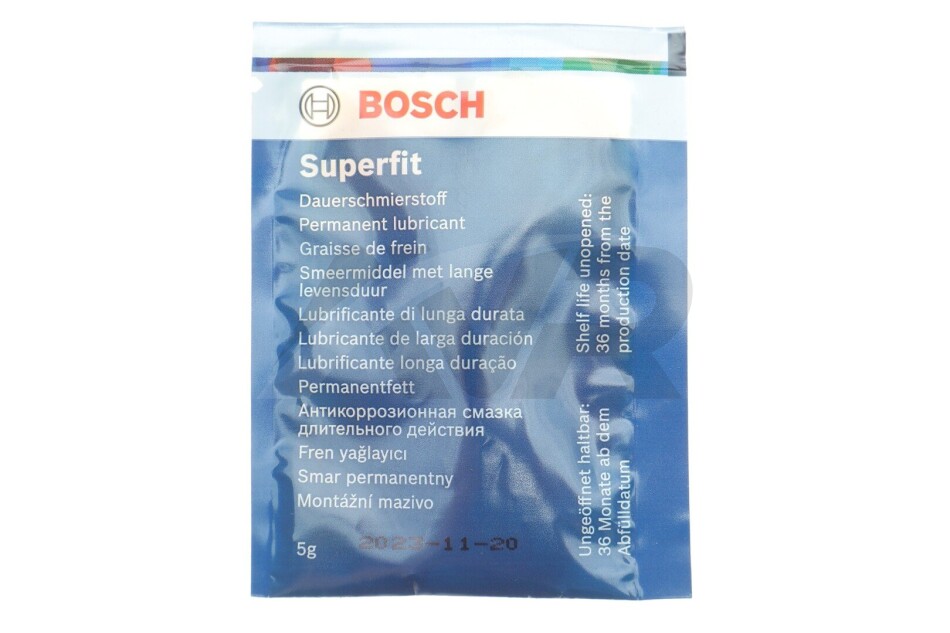 BOSCH
Superfit
Dauerschmierstoff
Permanent lubricant
Graisse de frein
Smeermiddel met lange
levensduur
Lubrificante di lunga durata
Lubricante de larga duración
Lubrificante longa duração
Permanentfett
Антикоррозионная смазка
длительного действия
Fren yağlayıcı
Smar permanentny
Montážní mazivo
5g
2023-11-20
Shelf life unopened:
36 months from the
production date
Ungeöffnet haltbar:
36 Monate ab dem
Abfülldatum